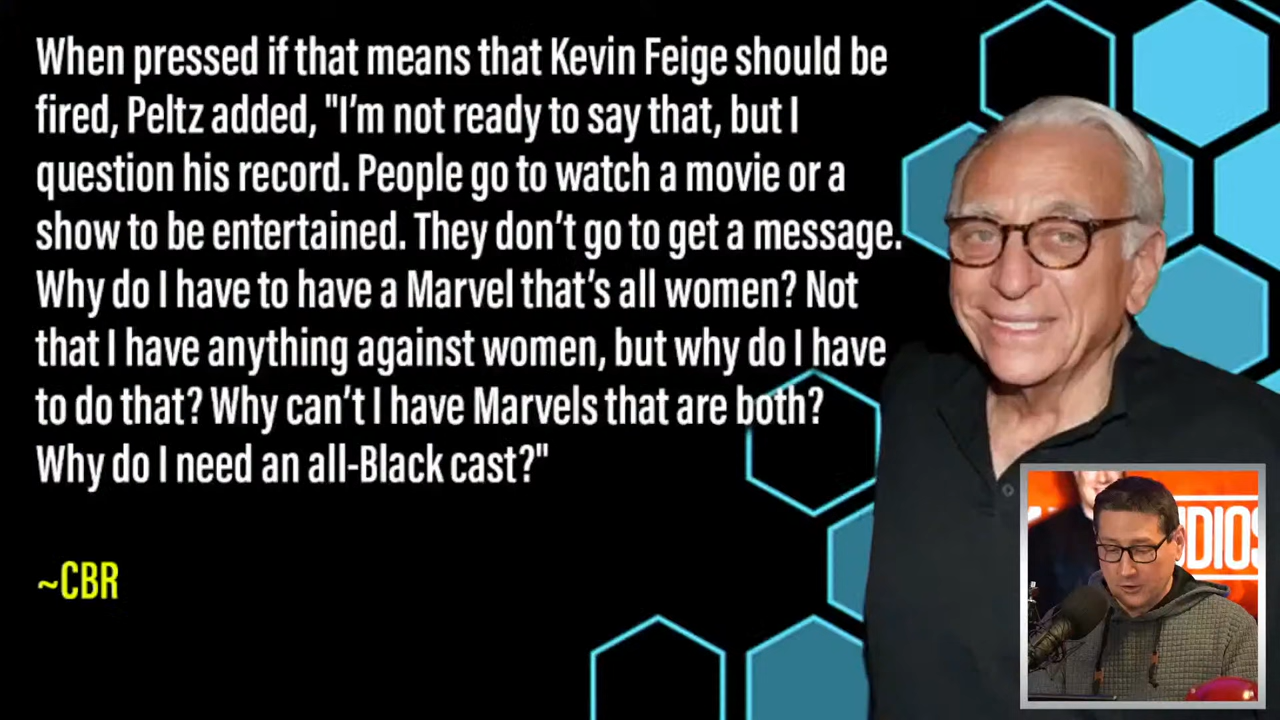 When pressed if that means that Kevin Feige should be
fired, Peltz added, "I’m not ready to say that, but I
question his record. People go to watch a movie or a
show to be entertained. They don’t go to get a message.
Why do I have to have a Marvel that’s all women? Not
that I have anything against women, but why do I have
to do that? Why can’t I have Marvels that are both?
Why do I need an all-Black cast?"
~CBR